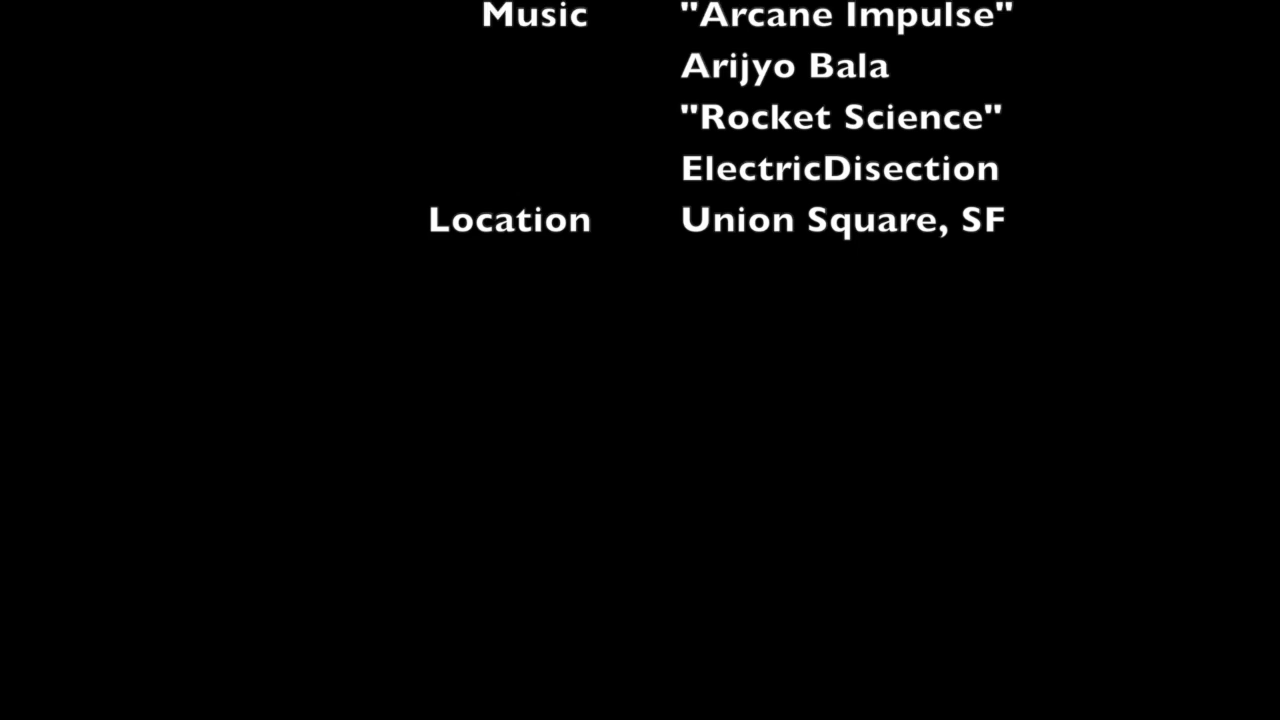 Music "Arcane Impulse"
Arijyo Bala
"Rocket Science"
ElectricDisection
Location Union Square, SF